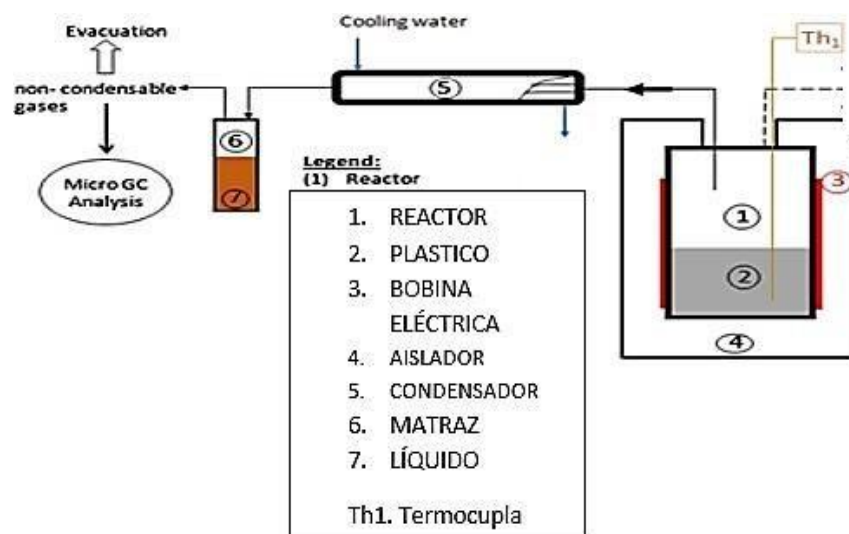 Cooling water
Evacuation
Th1
non- condensable
gases
5
6
7
Micro GC
Analysis
3
1
2
4
Legend:
(1) Reactor
1. REACTOR
2. PLASTICO
3. BOBINA
ELÉCTRICA
4. AISLADOR
5. CONDENSADOR
6. MATRAZ
7. LÍQUIDO
Th1. Termocupla